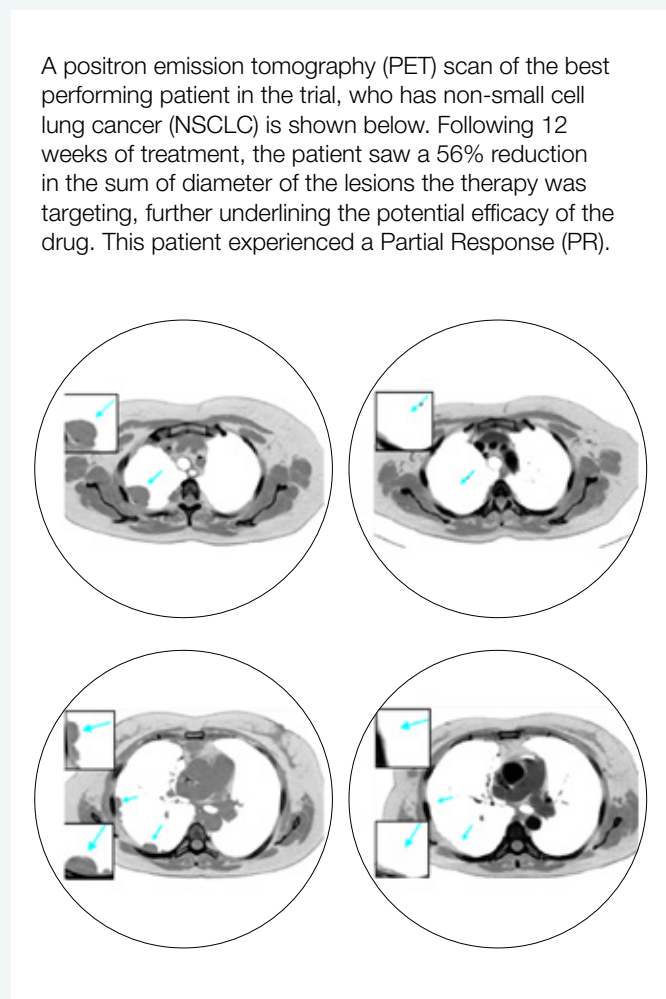 A positron emission tomography (PET) scan of the best
performing patient in the trial, who has non-small cell
lung cancer (NSCLC) is shown below. Following 12
weeks of treatment, the patient saw a 56% reduction
in the sum of diameter of the lesions the therapy was
targeting, further underlining the potential efficacy of the
drug. This patient experienced a Partial Response (PR).